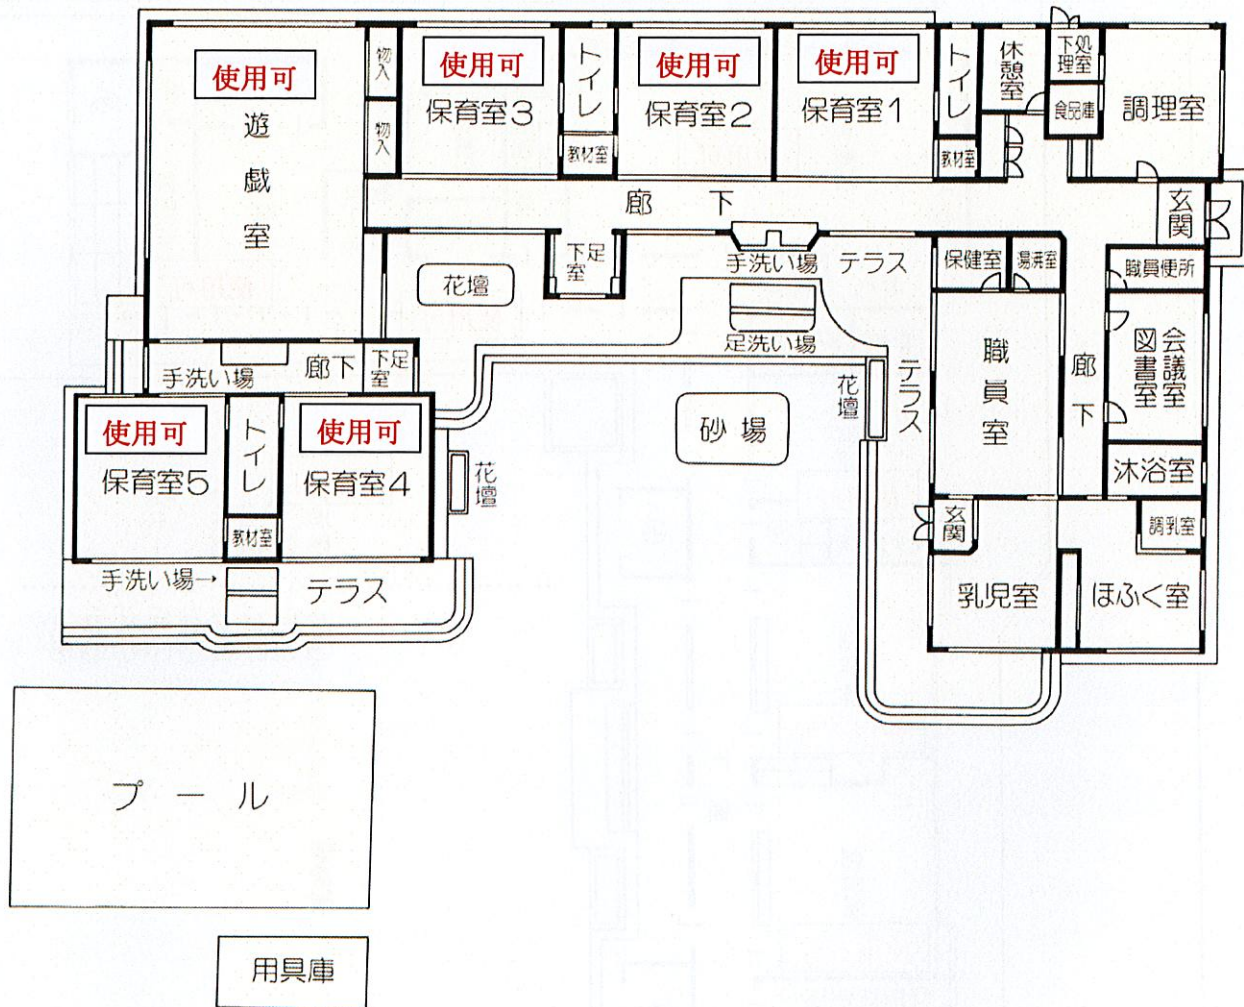 使用可
遊戯室
物入
物入
使用可
保育室3
トイレ
教材室
使用可
保育室2
使用可
保育室1
トイレ
教材室
休憩室
下処理室
食品庫
調理室
廊下
玄関
下足室
手洗い場
テラス
花壇
足洗い場
保健室
湯沸室
職員便所
職員室
廊下
会議室
図書室
沐浴室
テラス
花壇
砂場
手洗い場
廊下
下足室
使用可
保育室5
トイレ
教材室
使用可
保育室4
花壇
手洗い場→
テラス
玄関
調乳室
乳児室
ほふく室
プール
用具庫